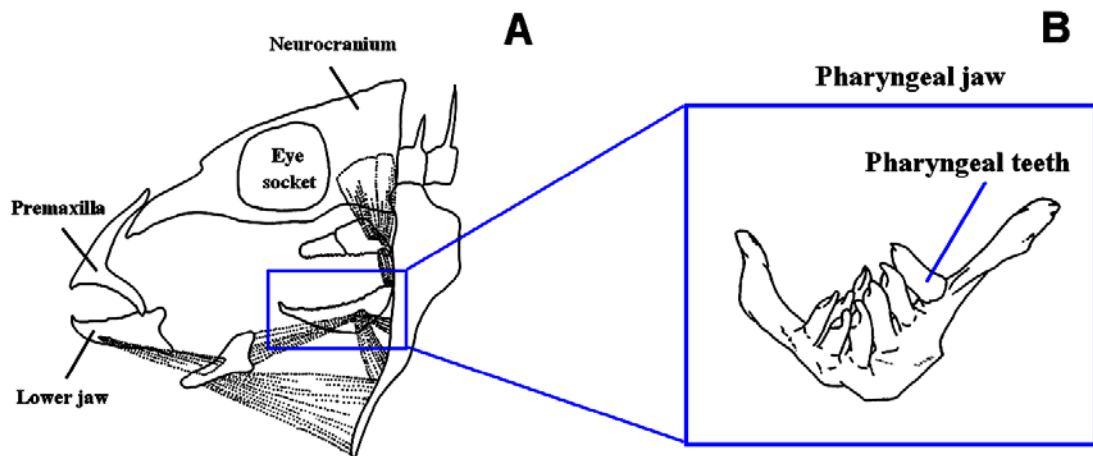 A
Neurocranium
Eye
socket
Premaxilla
Lower jaw
B
Pharyngeal jaw
Pharyngeal teeth